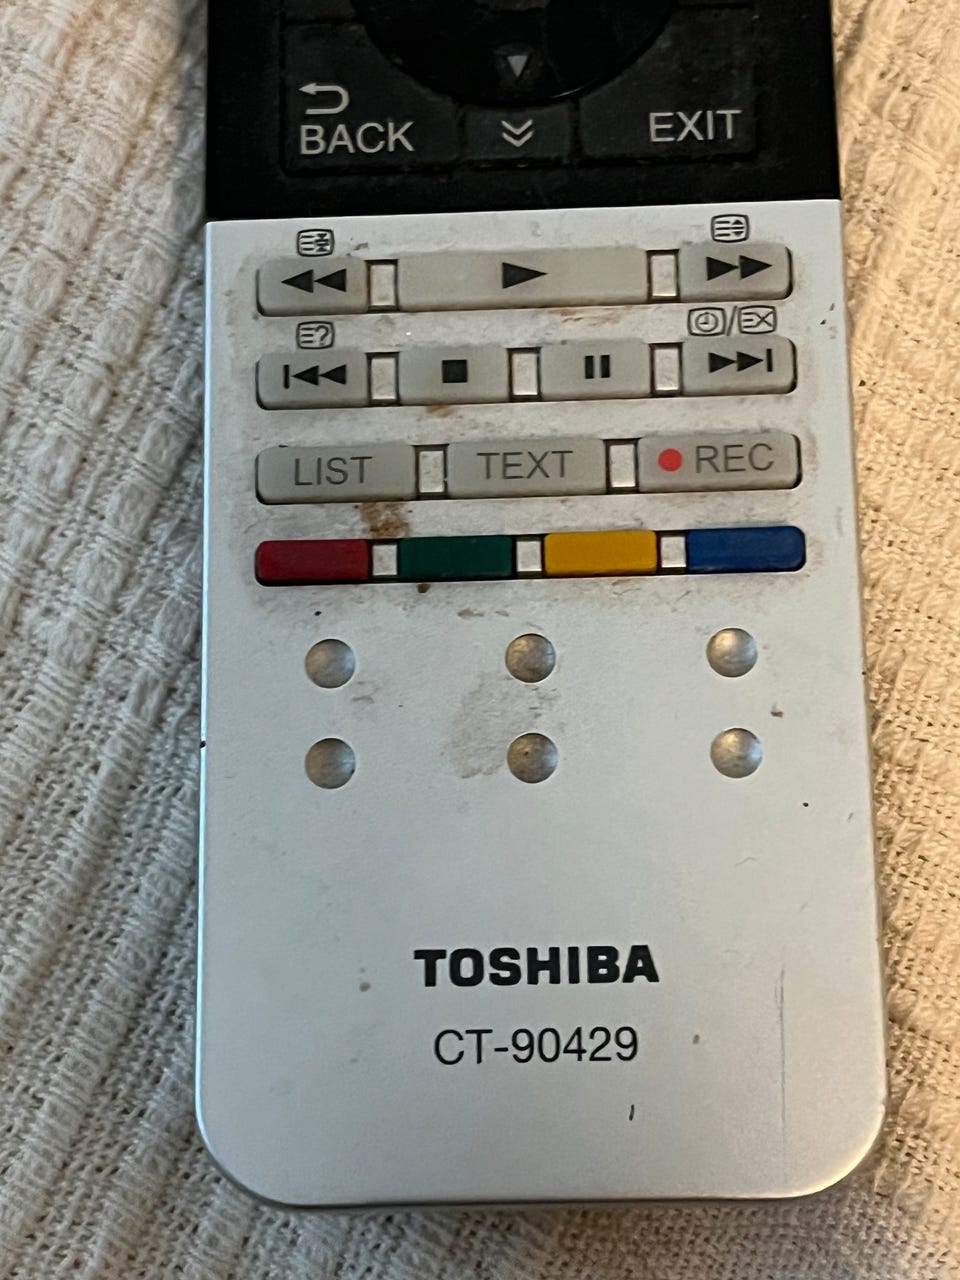 BACK EXIT
LIST TEXT REC
TOSHIBA
CT-90429